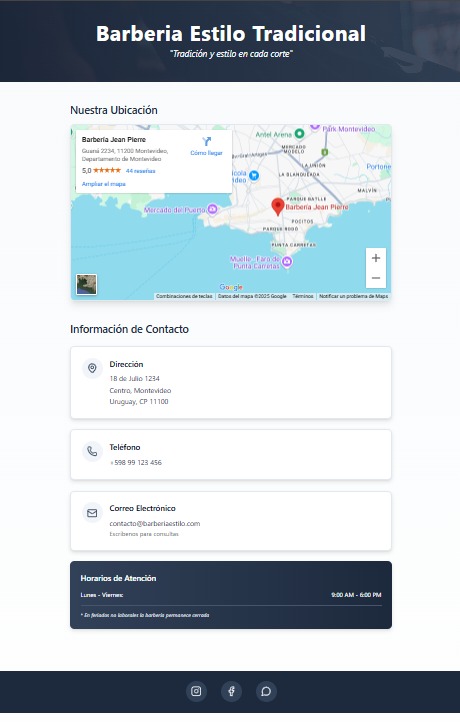 Barberia Estilo Tradicional
"Tradición y estilo en cada corte"
Nuestra Ubicación
Barbería Jean Pierre
Guaná 2234, 11200 Montevideo,
Departamento de Montevideo
Cómo llegar
5,0 ★★★★★ 44 reseñas
Ampliar el mapa
Antel Arena
Park Montevideo
MERCADO
MODELO
LA UNION
LA BLANQUEADA
Portone
MALVÍN
PARQUE BATLLE
Barbería Jean Pierre
Mercado del Puerto
POCITOS
PARQUE RODÓ
PUNTA CARRETAS
Muelle - Faro de
Punta Carretas
Google
Combinaciones de teclas
Datos del mapa ©2025 Google
Términos
Notificar un problema de Maps
Información de Contacto
Dirección
18 de Julio 1234
Centro, Montevideo
Uruguay, CP 11100
Teléfono
+598 99 123 456
Correo Electrónico
contacto@barberiaestilo.com
Escríbenos para consultas
Horarios de Atención
Lunes - Viernes: 9:00 AM - 6:00 PM
* En feriados no laborales la barbería permanece cerrada